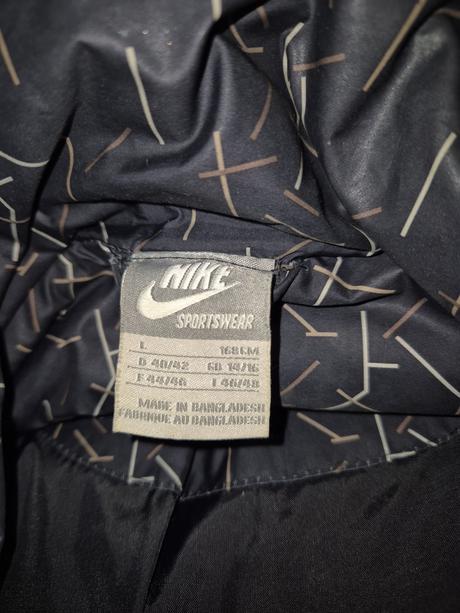 NIKE
SPORTSWEAR
L 168CM
D 40/42 GB 14/16
F 44/46 I 46/48
MADE IN BANGLADESH
FABRIQUE AU BANGLADESH